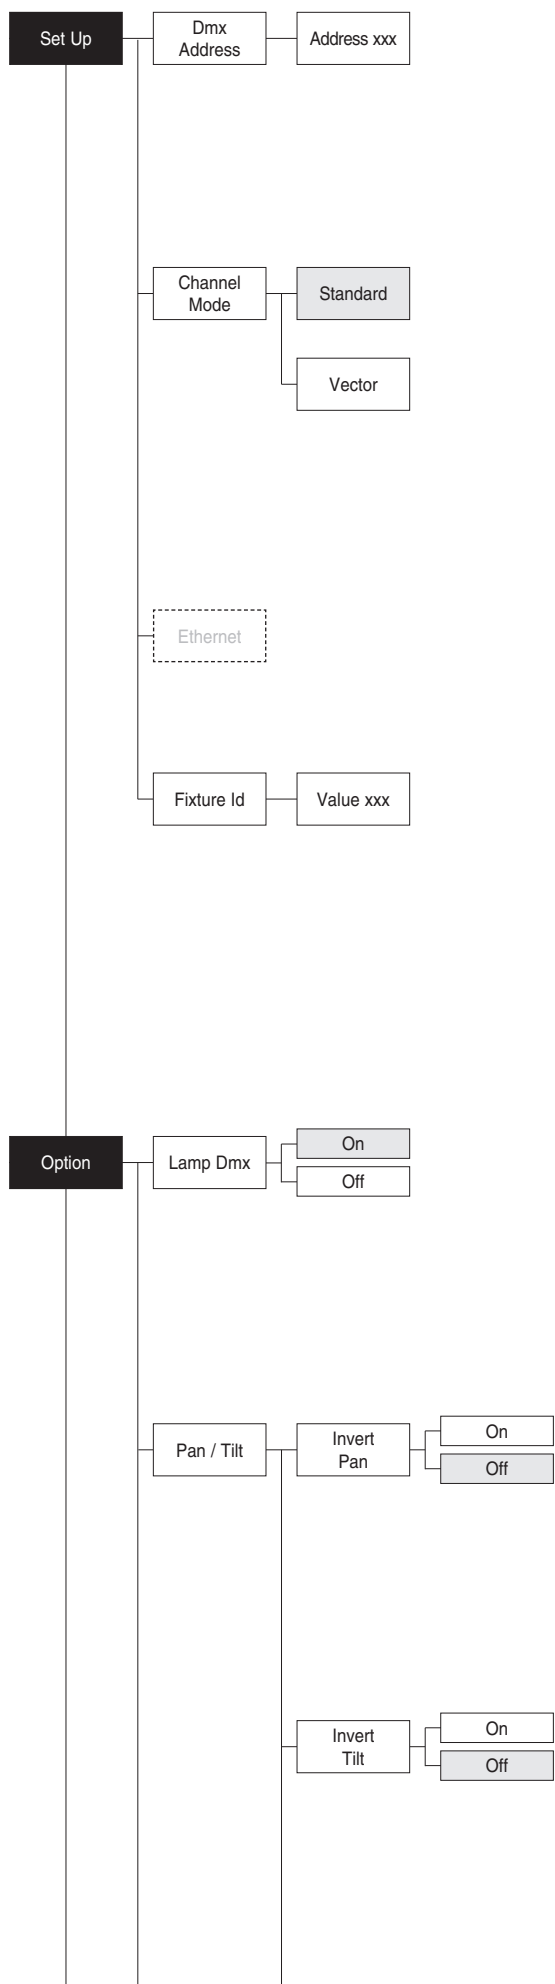 Set Up
Dmx
Address
Address xxx
Channel
Mode
Standard
Vector
Ethernet
Fixture Id
Value xxx
Option
Lamp Dmx
On
Off
Pan / Tilt
Invert
Pan
On
Off
Invert
Tilt
On
Off